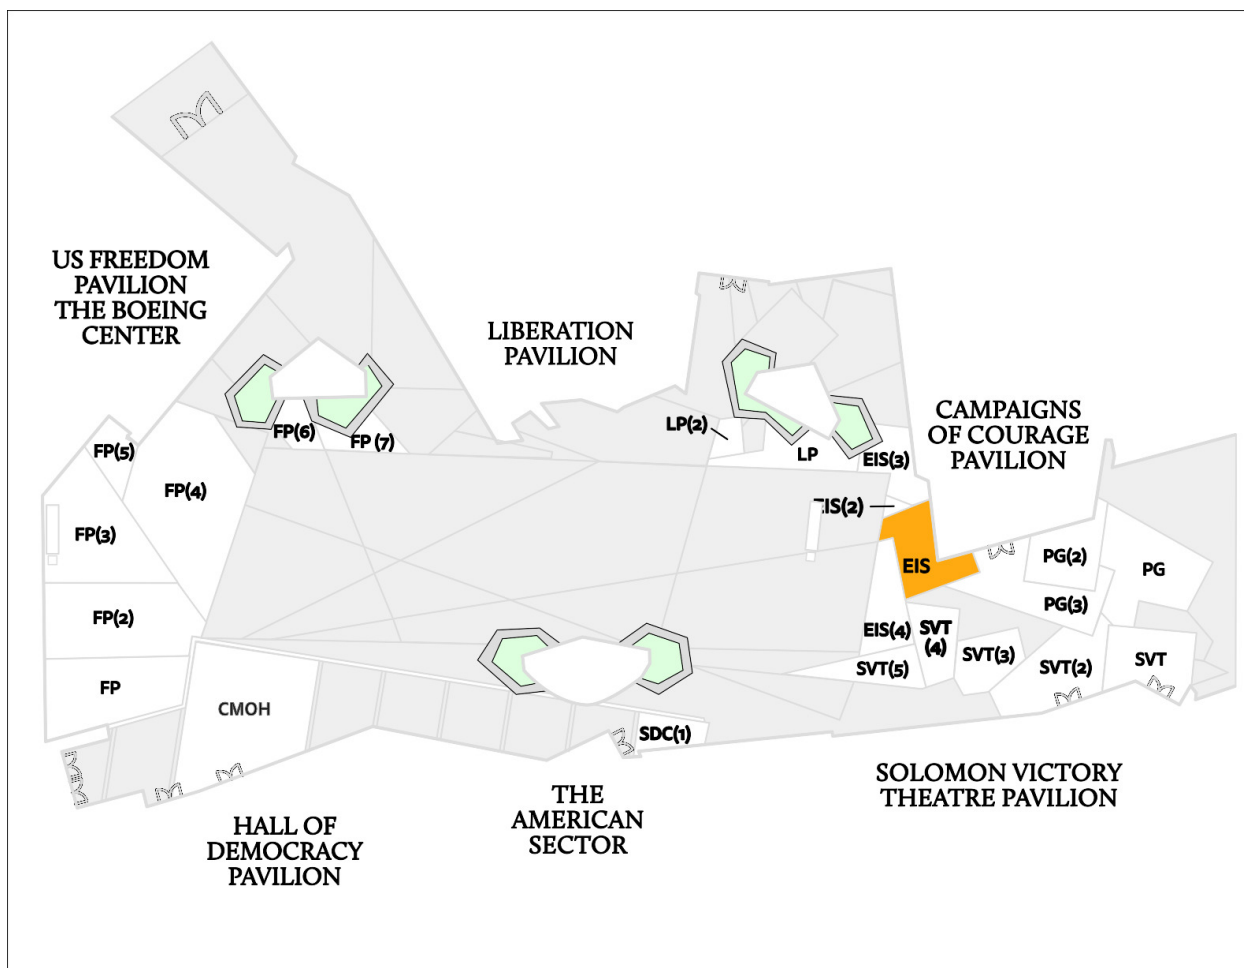 US FREEDOM
PAVILION
THE BOEING
CENTER
LIBERATION
PAVILION
CAMPAIGNS
OF COURAGE
PAVILION
LP(2)
LP
EIS(3)
FP(6)
FP (7)
FP(5)
FP(4)
FP(3)
EIS(2)
EIS
PG(2)
PG
PG(3)
FP(2)
EIS(4)
SVT
(4)
SVT(3)
SVT(5)
SVT(2)
SVT
FP
CMOH
SDC(1)
SOLOMON VICTORY
THEATRE PAVILION
THE
AMERICAN
SECTOR
HALL OF
DEMOCRACY
PAVILION